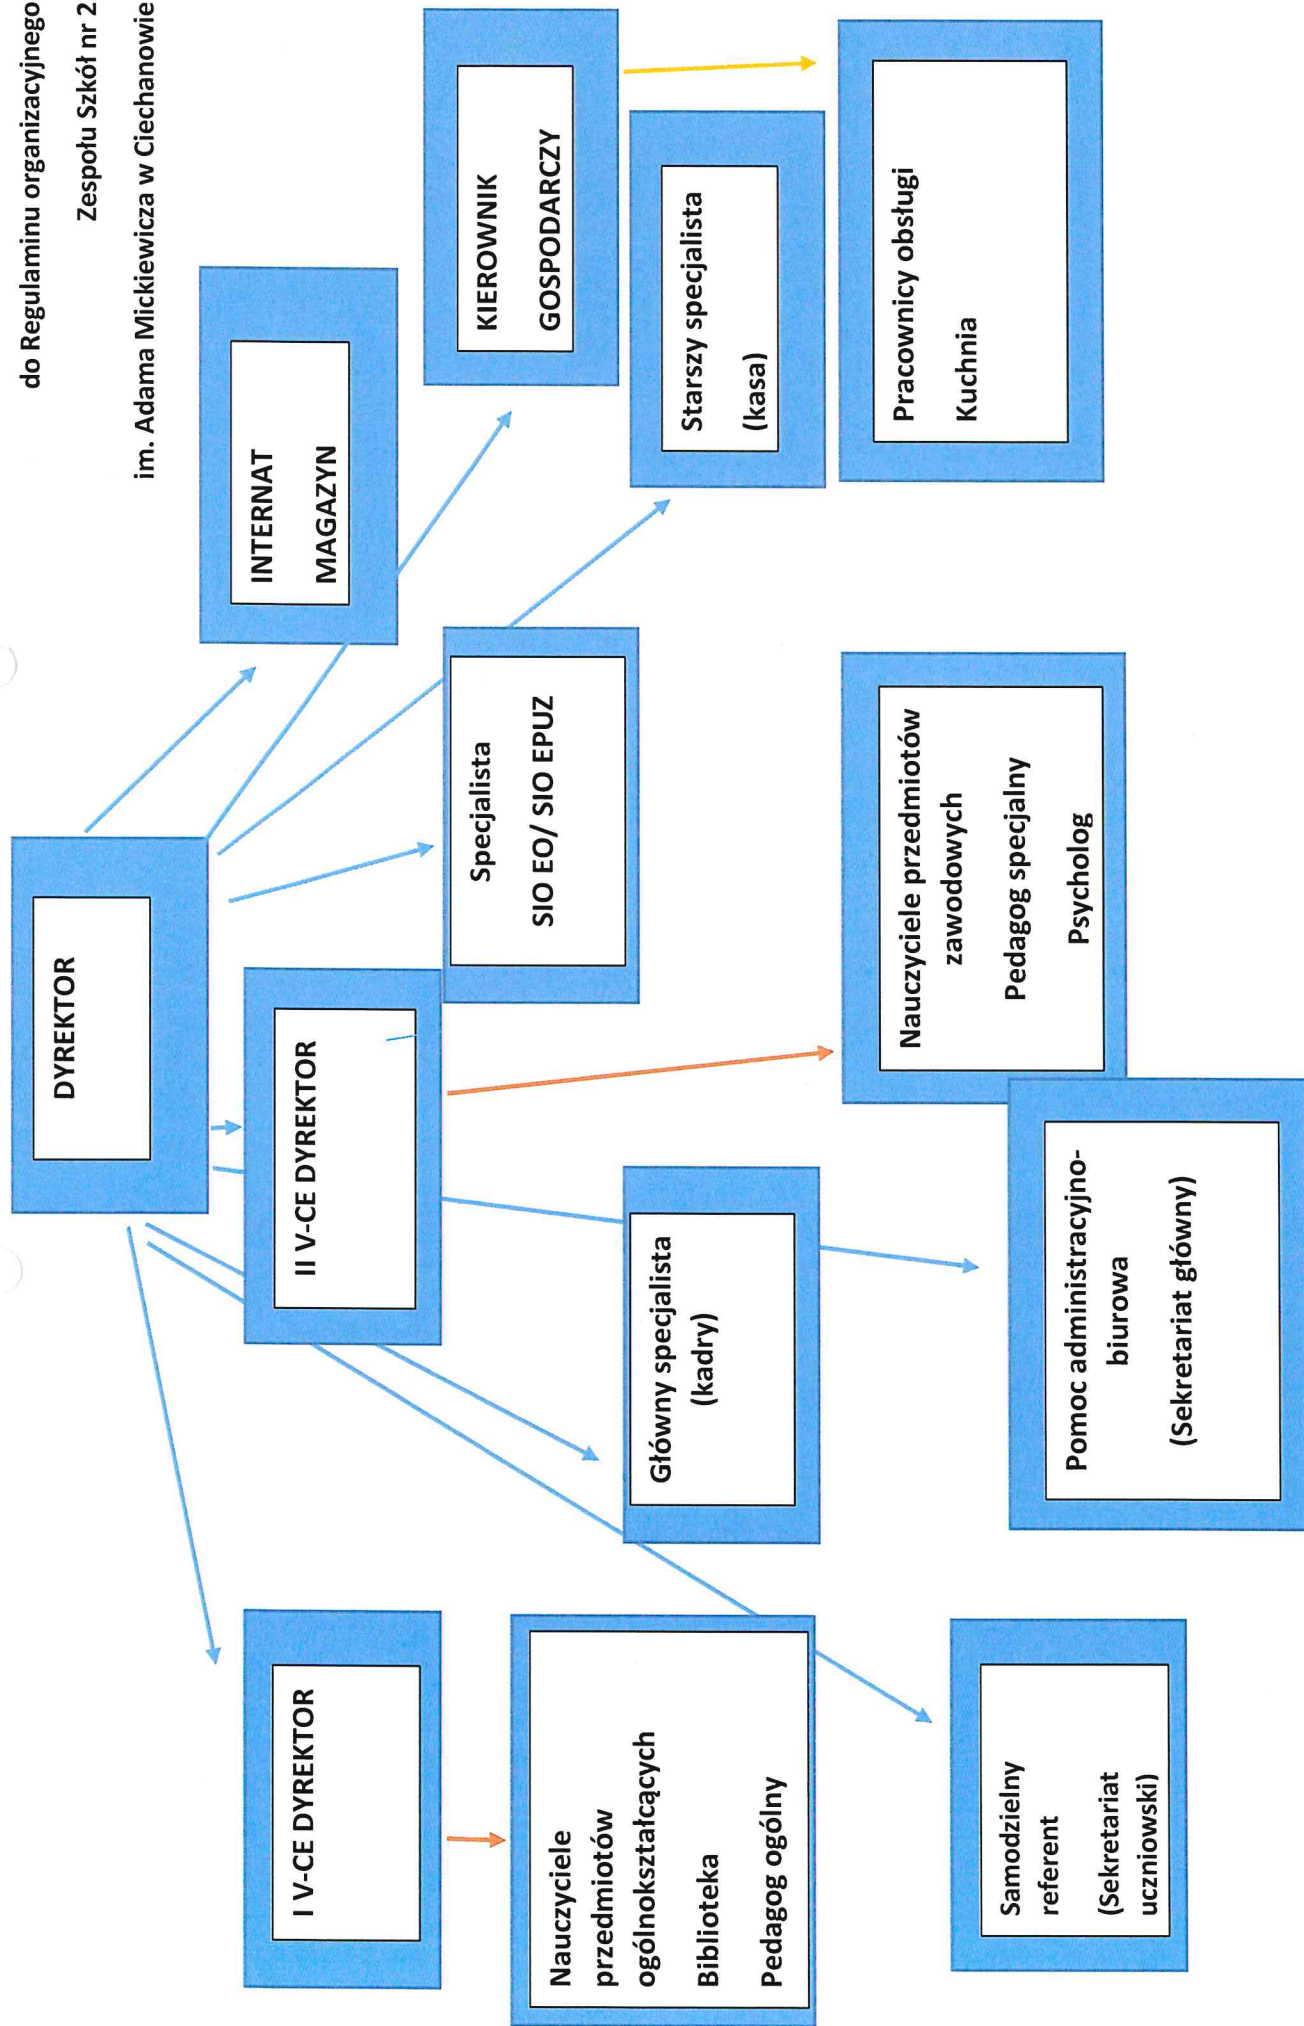 do Regulaminu organizacyjnego
Zespołu Szkół nr 2
im. Adama Mickiewicza w Ciechanowie
DYREKTOR
INTERNAT
MAGAZYN
I V-CE DYREKTOR
II V-CE DYREKTOR
Specjalista
SIO EO/ SIO EPUZ
KIEROWNIK
GOSPODARCZY
Nauczyciele
przedmiotów
ogólnokształcących
Biblioteka
Pedagog ogólny
Główny specjalista
(kadry)
Starszy specjalista
(kasa)
Samodzielny
referent
(Sekretariat
uczniowski)
Pomoc administracyjno-
biurowa
(Sekretariat główny)
Nauczyciele przedmiotów
zawodowych
Pedagog specjalny
Psycholog
Pracownicy obsługi
Kuchnia